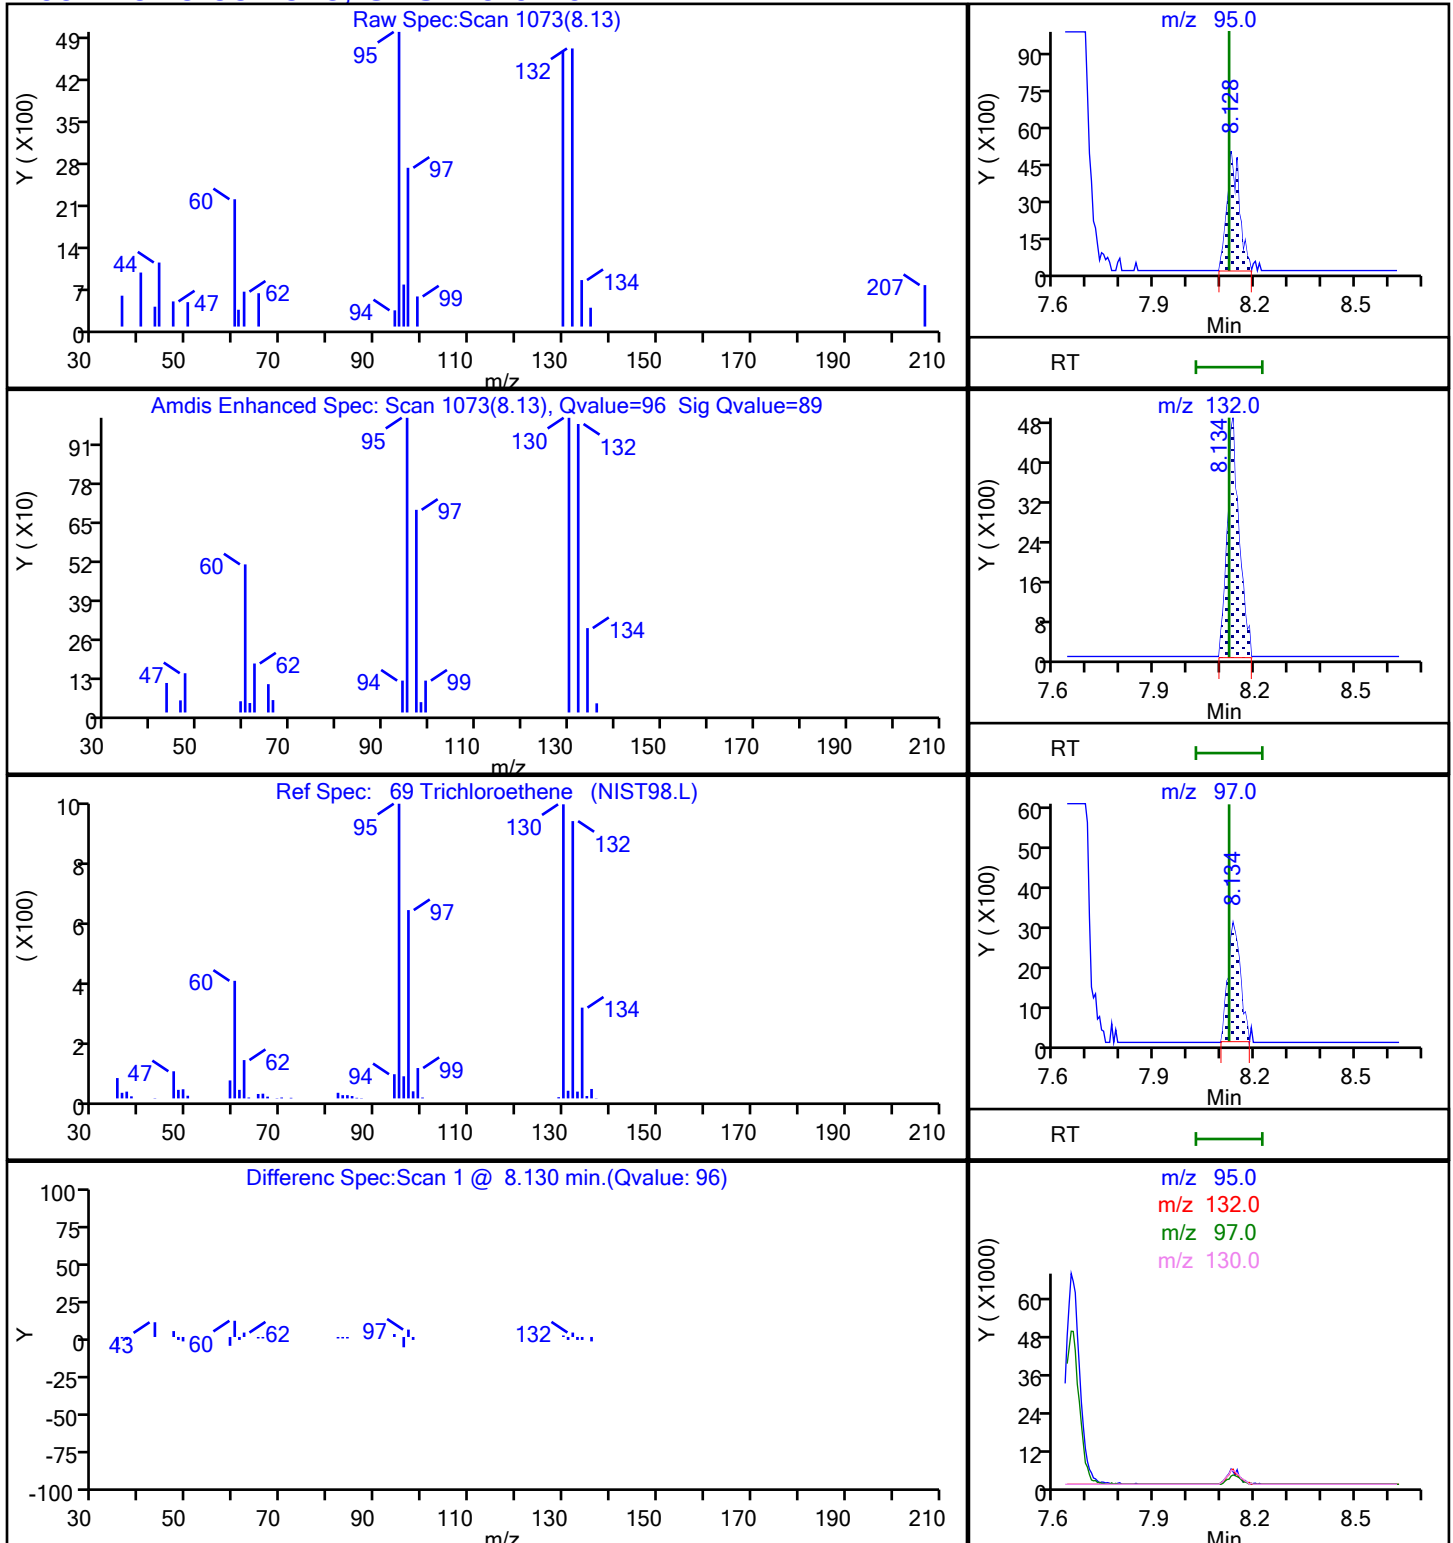 Raw Spec:Scan 1073(8.13)
Y ( X100)
49
42
35
28
21
14
7
0
95
132
97
60
44
47
62
94
99
134
207
30 50 70 90 110 130 150 170 190 210
m/z
m/z 95.0
Y ( X100)
90
75
60
45
30
15
0
8.128
7.6 7.9 8.2 8.5
Min
RT
Amdis Enhanced Spec: Scan 1073(8.13), Qvalue=96 Sig Qvalue=89
Y ( X10)
91
78
65
52
39
26
13
0
95
130
132
97
60
134
47
62
94
99
30 50 70 90 110 130 150 170 190 210
m/z
m/z 132.0
Y ( X100)
48
40
32
24
16
8
0
8.134
7.6 7.9 8.2 8.5
Min
RT
Ref Spec: 69 Trichloroethene (NIST98.L)
( X100)
10
8
6
4
2
0
95
130
132
97
60
134
47
62
94
99
30 50 70 90 110 130 150 170 190 210
m/z 97.0
Y ( X100)
60
50
40
30
20
10
0
8.134
7.6 7.9 8.2 8.5
Min
RT
Differenc Spec:Scan 1 @ 8.130 min.(Qvalue: 96)
Y
100
75
50
25
0
-25
-50
-75
-100
43
60
62
97
132
30 50 70 90 110 130 150 170 190 210
m/z
m/z 95.0
m/z 132.0
m/z 97.0
m/z 130.0
Y ( X1000)
60
48
36
24
12
0
7.6 7.9 8.2 8.5
Min